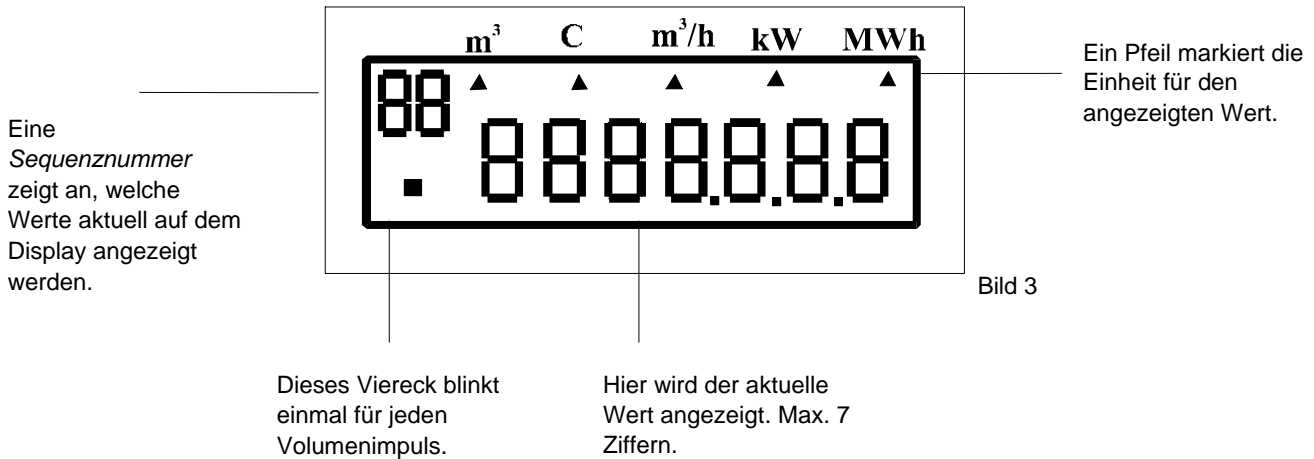 m³ C m³/h kW MWh
88
8888.8.8.8
Ein Pfeil markiert die
Einheit für den
angezeigten Wert.
Eine
Sequenznummer
zeigt an, welche
Werte aktuell auf dem
Display angezeigt
werden.
Bild 3
Dieses Viereck blinkt
einmal für jeden
Volumenimpuls.
Hier wird der aktuelle
Wert angezeigt. Max. 7
Ziffern.